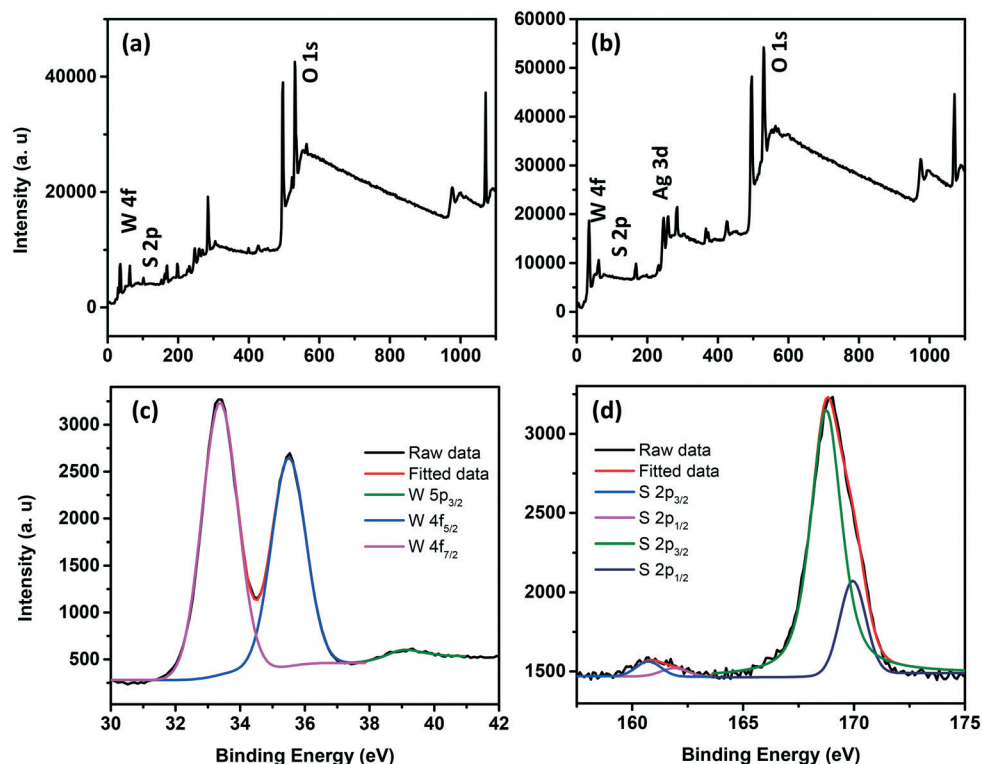 (a)
O 1s
W 4f
S 2p
Intensity (a. u)
40000
20000
0
0 200 400 600 800 1000
(b)
O 1s
Ag 3d
W 4f
S 2p
60000
50000
40000
30000
20000
10000
0
0 200 400 600 800 1000
(c)
Raw data
Fitted data
W 5p3/2
W 4f5/2
W 4f7/2
Intensity (a. u)
3000
2500
2000
1500
1000
500
30 33 34 36 38 40 42
Binding Energy (eV)
(d)
Raw data
Fitted data
S 2p3/2
S 2p1/2
S 2p3/2
S 2p1/2
3000
2500
2000
1500
160 165 170 175
Binding Energy (eV)